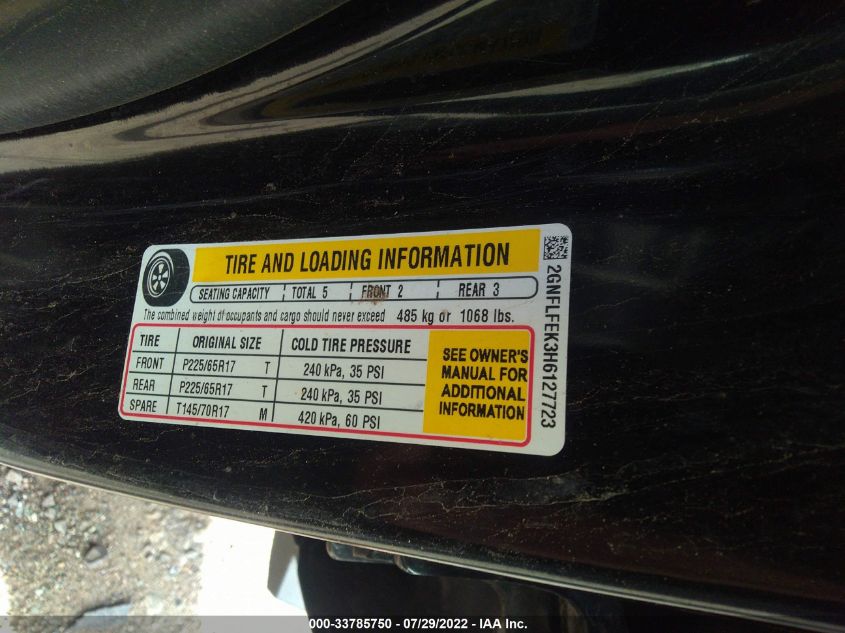 TIRE AND LOADING INFORMATION
SEATING CAPACITY TOTAL 5 FRONT 2 REAR 3
The combined weight of occupants and cargo should never exceed 485 kg or 1068 lbs.
TIRE ORIGINAL SIZE COLD TIRE PRESSURE
FRONT P225/65R17 T 240 kPa, 35 PSI
REAR P225/65R17 T 240 kPa, 35 PSI
SPARE T145/70R17 M 420 kPa, 60 PSI
SEE OWNER'S
MANUAL FOR
ADDITIONAL
INFORMATION
2GNFLFEK3H6127723
000-33785750 - 07/29/2022 - IAA Inc.